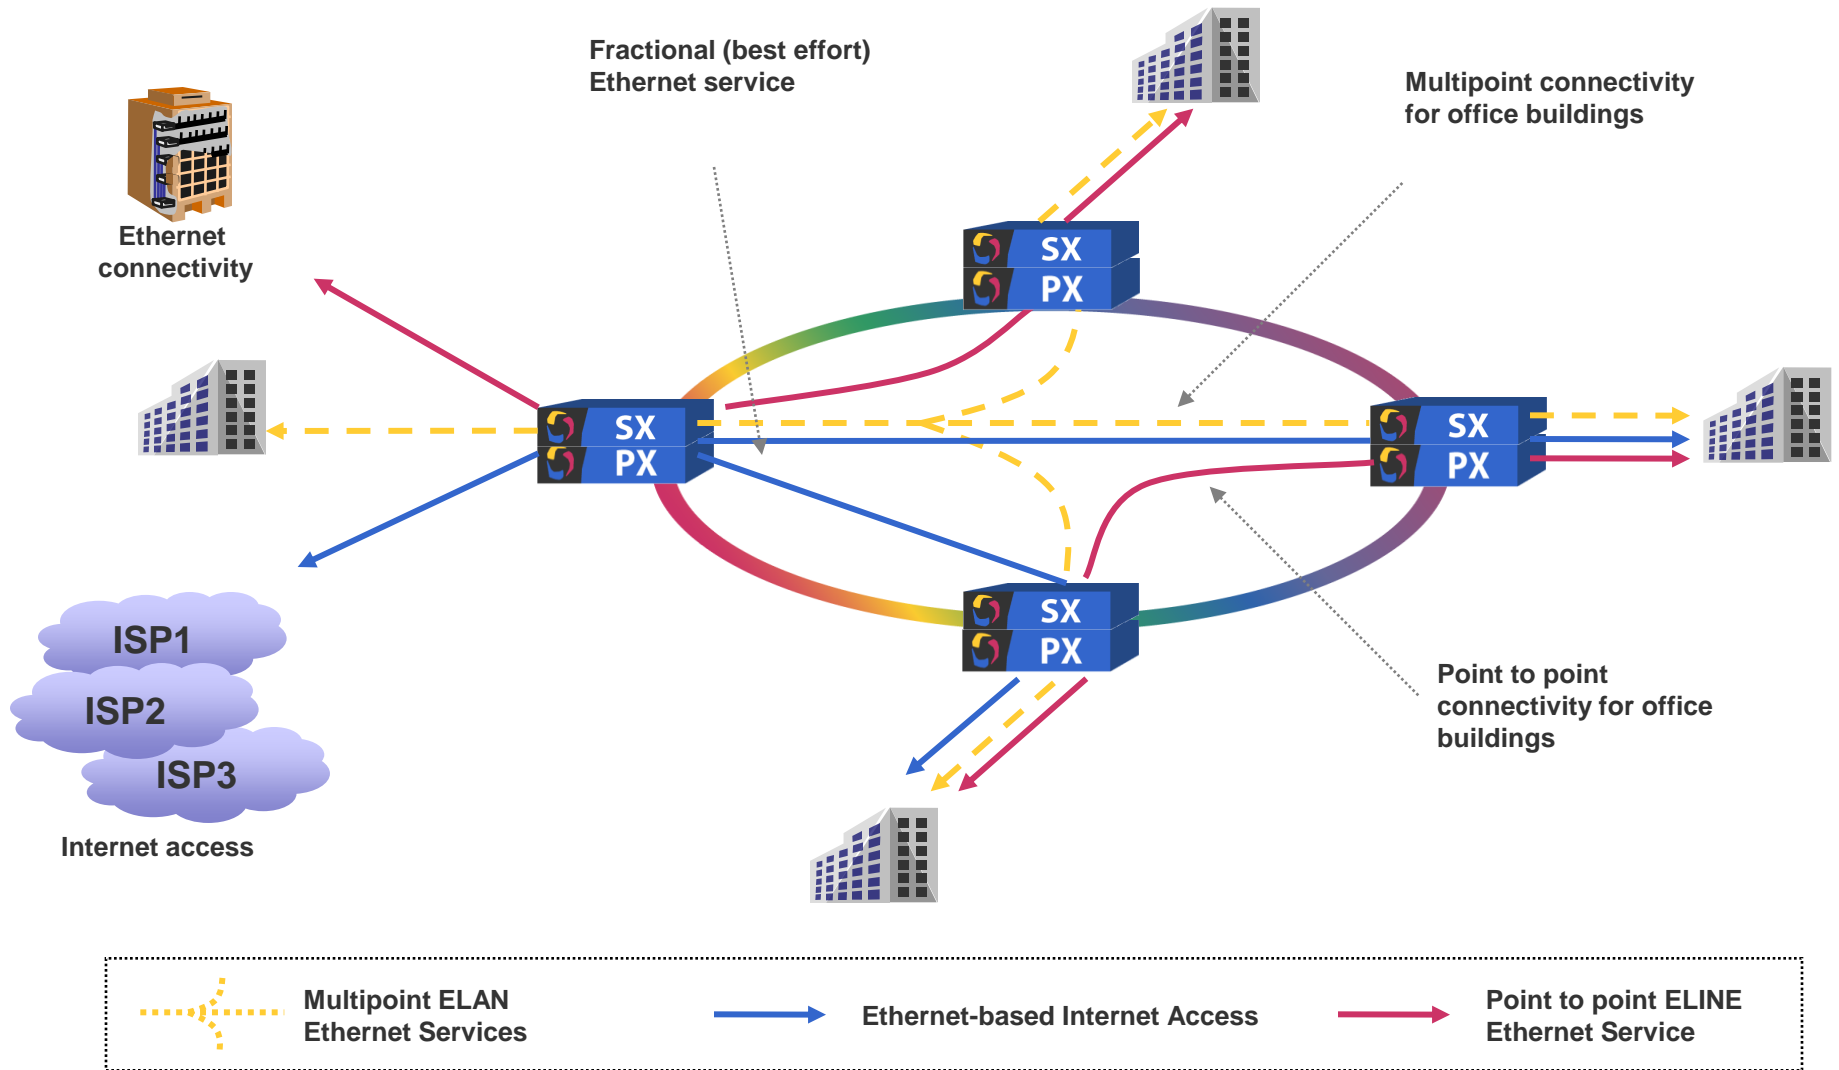 Fractional (best effort)
Ethernet service
Multipoint connectivity
for office buildings
Ethernet
connectivity
SX
PX
SX
PX
SX
PX
SX
PX
ISP1
ISP2
ISP3
Internet access
Point to point
connectivity for office
buildings
Multipoint ELAN
Ethernet Services
Ethernet-based Internet Access
Point to point ELINE
Ethernet Service